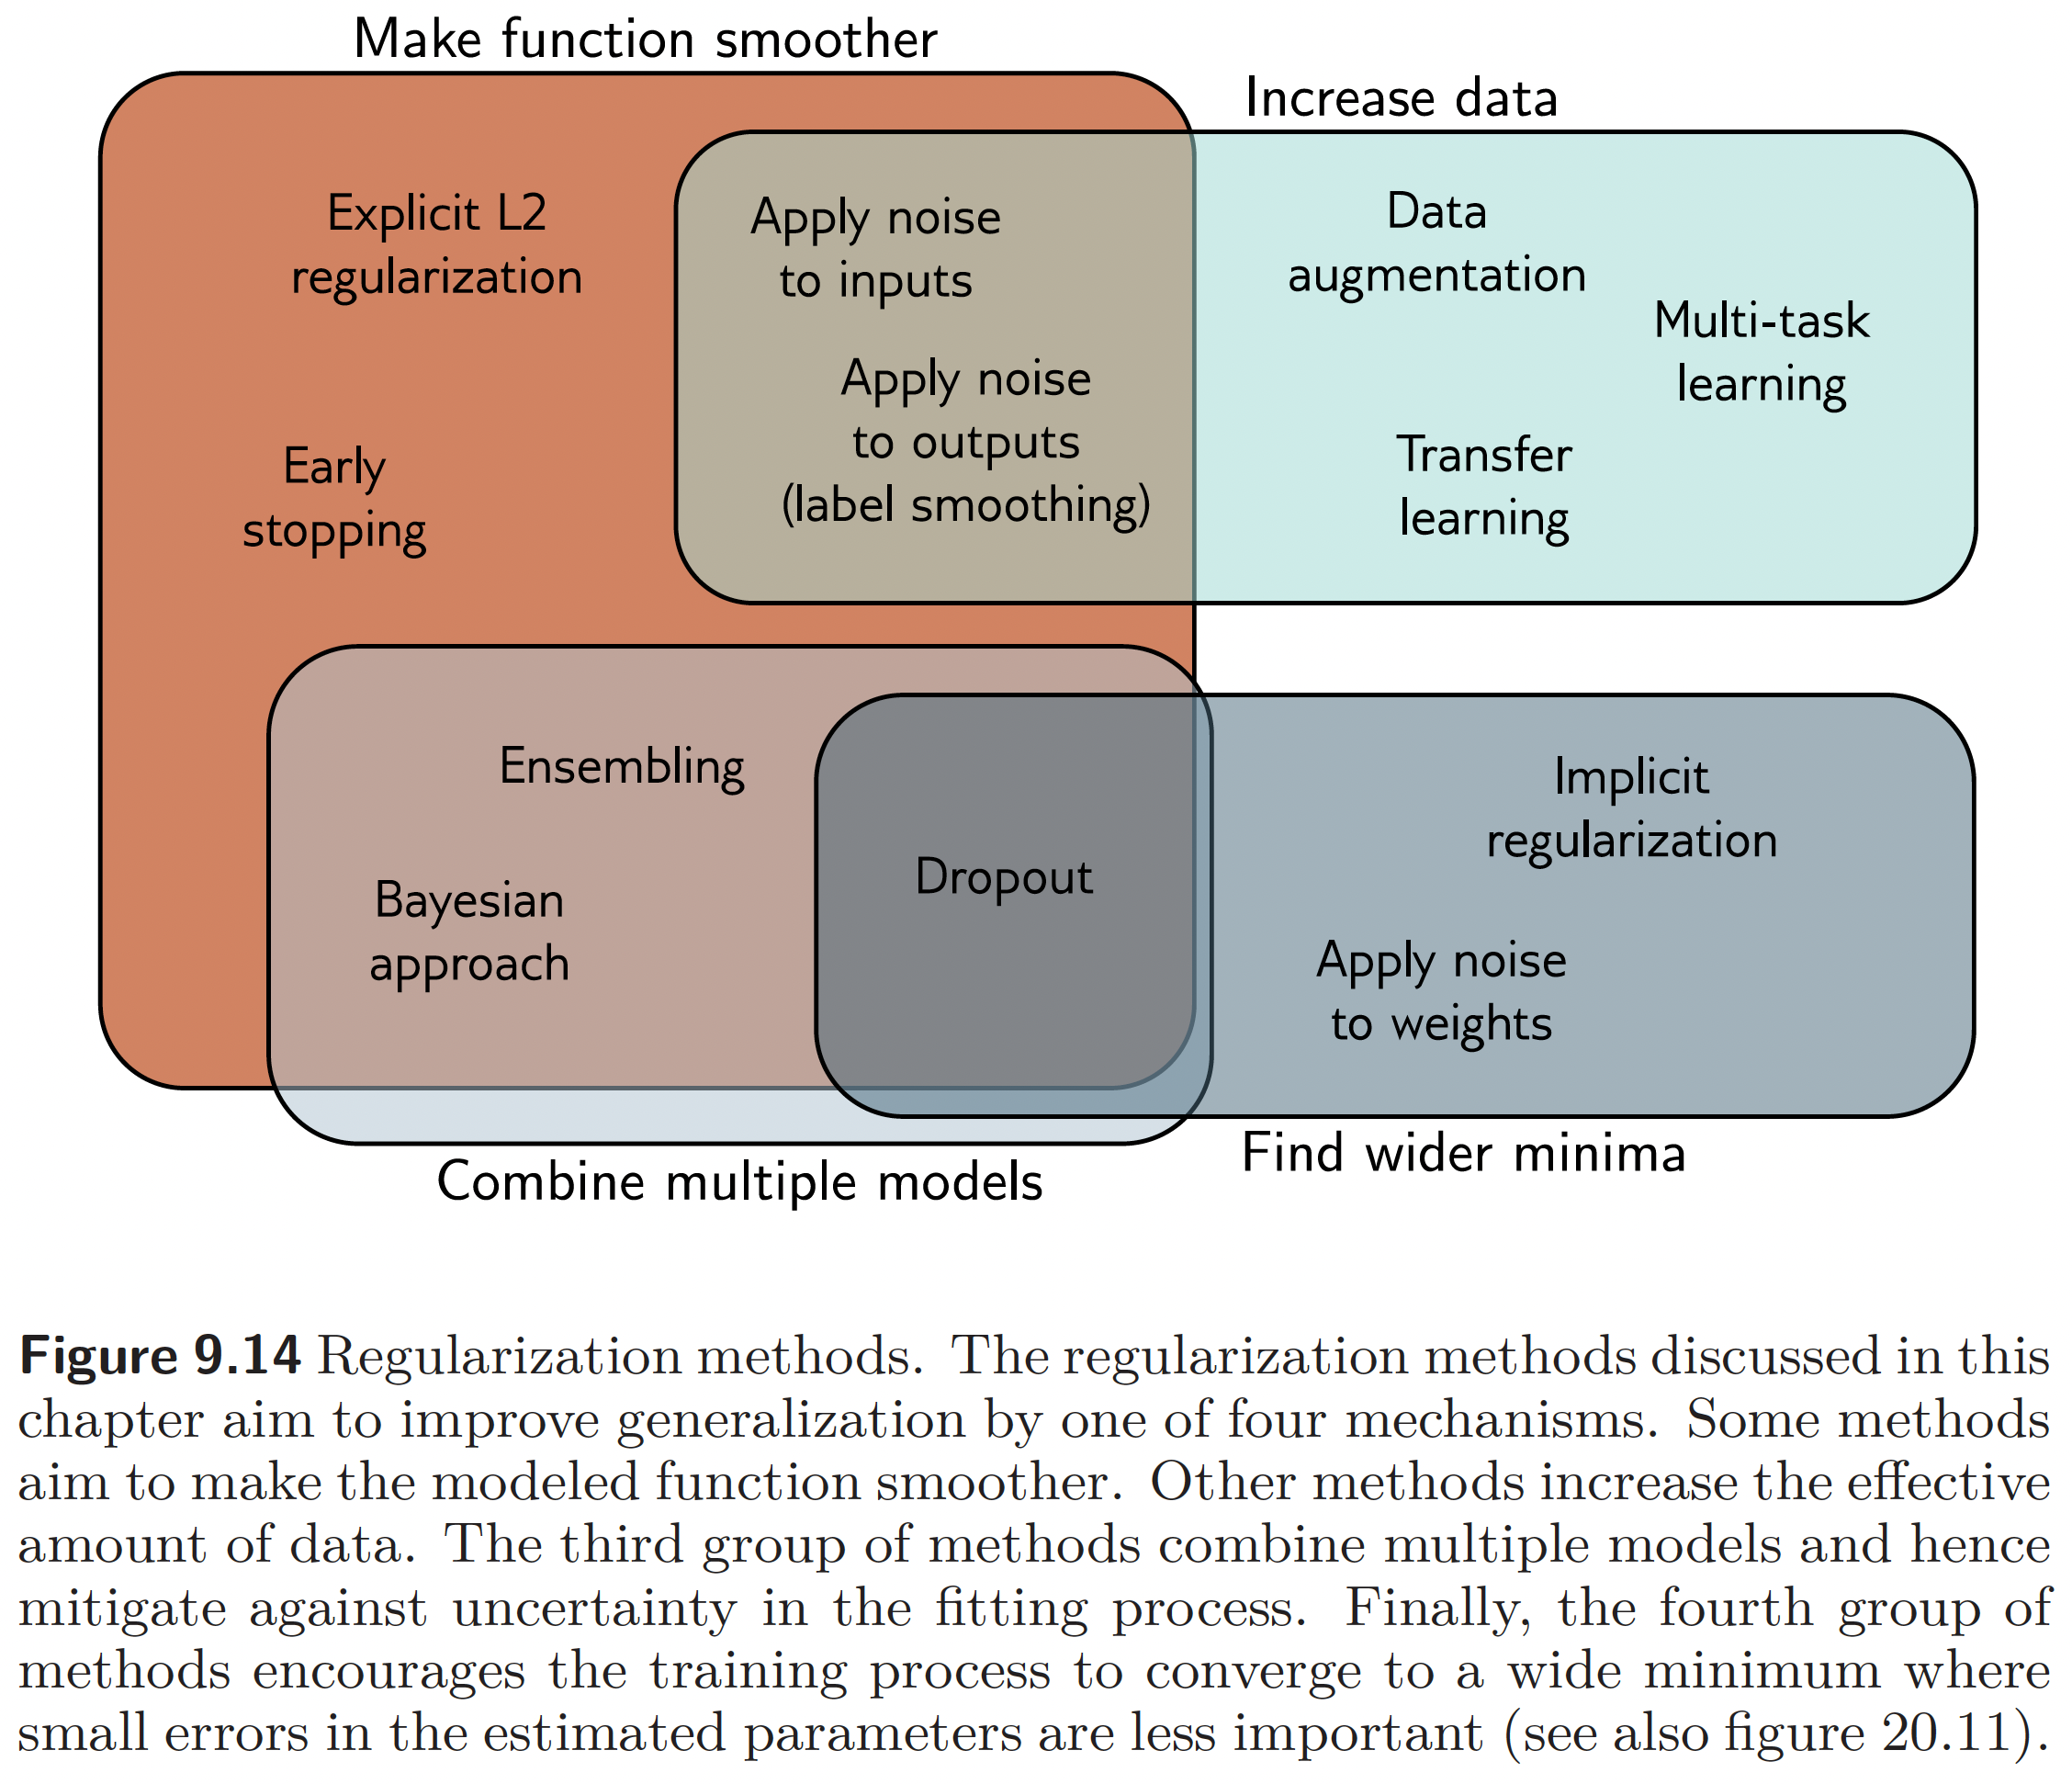 Make function smoother
Increase data
Explicit L2
regularization
Early
stopping
Apply noise
to inputs
Apply noise
to outputs
(label smoothing)
Data
augmentation
Multi-task
learning
Transfer
learning
Ensembling
Bayesian
approach
Dropout
Implicit
regularization
Apply noise
to weights
Combine multiple models
Find wider minima
Figure 9.14 Regularization methods. The regularization methods discussed in this
chapter aim to improve generalization by one of four mechanisms. Some methods
aim to make the modeled function smoother. Other methods increase the effective
amount of data. The third group of methods combine multiple models and hence
mitigate against uncertainty in the fitting process. Finally, the fourth group of
methods encourages the training process to converge to a wide minimum where
small errors in the estimated parameters are less important (see also figure 20.11).